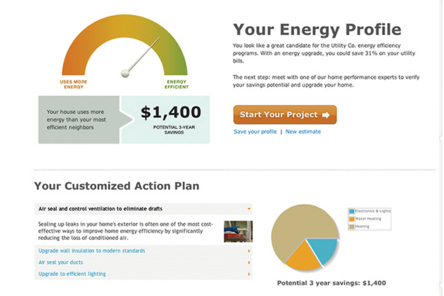 Your Energy Profile
You look like a great candidate for the Utility Co. energy efficiency
programs. With an energy upgrade, you could save 31% on your utility
bills.
The next step: meet with one of our home performance experts to verify
your savings potential and upgrade your home.
USES MORE
ENERGY
ENERGY
EFFICIENT
Your house uses more
energy than your most
efficient neighbors
$1,400
POTENTIAL 3-YEAR
SAVINGS
Start Your Project
Save your profile | New estimate
Your Customized Action Plan
Air seal and control ventilation to eliminate drafts
Sealing up leaks in your home's exterior is often one of the most cost-
effective ways to improve home energy efficiency by significantly
reducing the loss of conditioned air.
Upgrade wall insulation to modern standards
Air seal your ducts
Upgrade to efficient lighting
Electronics & Lights
Water Heating
Heating
Potential 3 year savings: $1,400